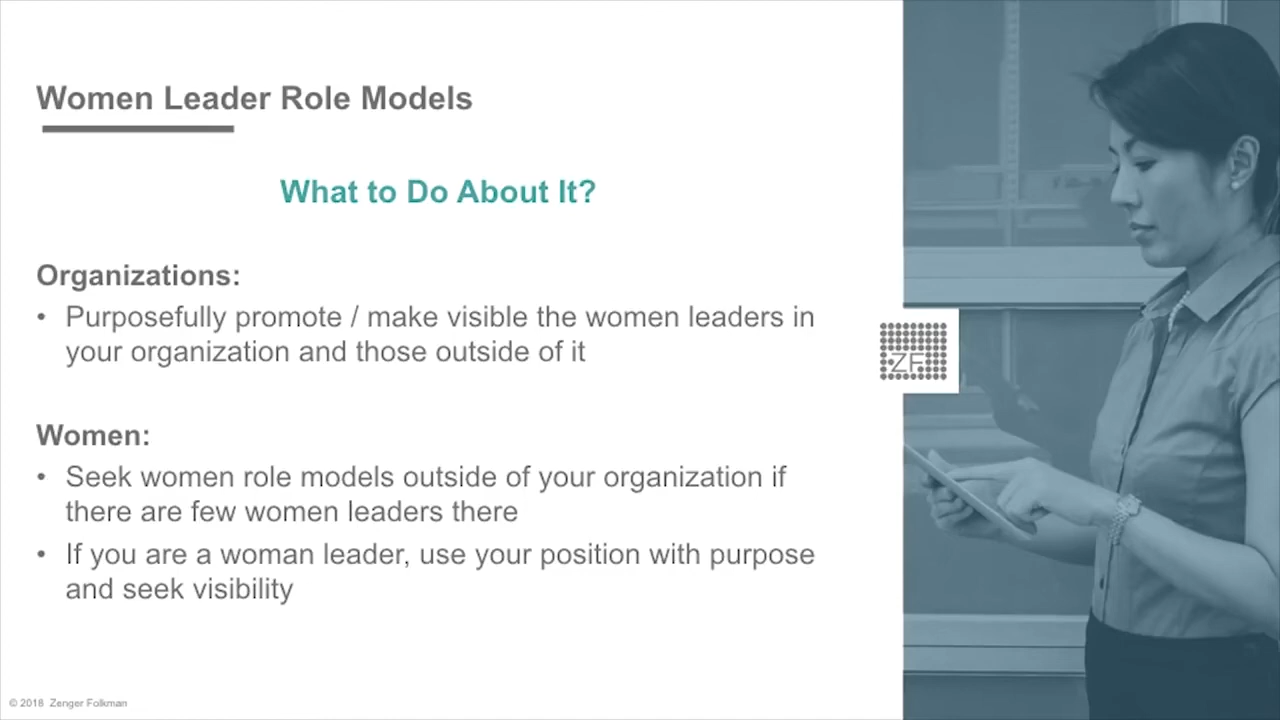 Women Leader Role Models
What to Do About It?
Organizations:
• Purposefully promote / make visible the women leaders in
your organization and those outside of it
ZF
Women:
• Seek women role models outside of your organization if
there are few women leaders there
• If you are a woman leader, use your position with purpose
and seek visibility
© 2018 Zenger Folkman